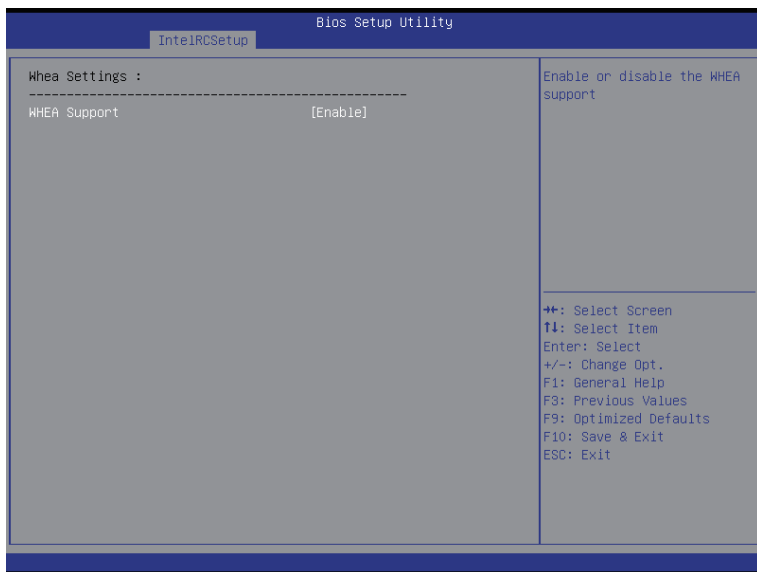 Bios Setup Utility
IntelRCSetup
Whea Settings :
--------------------------------------------------
WHEA Support [Enable]
Enable or disable the WHEA
support
→←: Select Screen
↑↓: Select Item
Enter: Select
+/-: Change Opt.
F1: General Help
F3: Previous Values
F9: Optimized Defaults
F10: Save & Exit
ESC: Exit